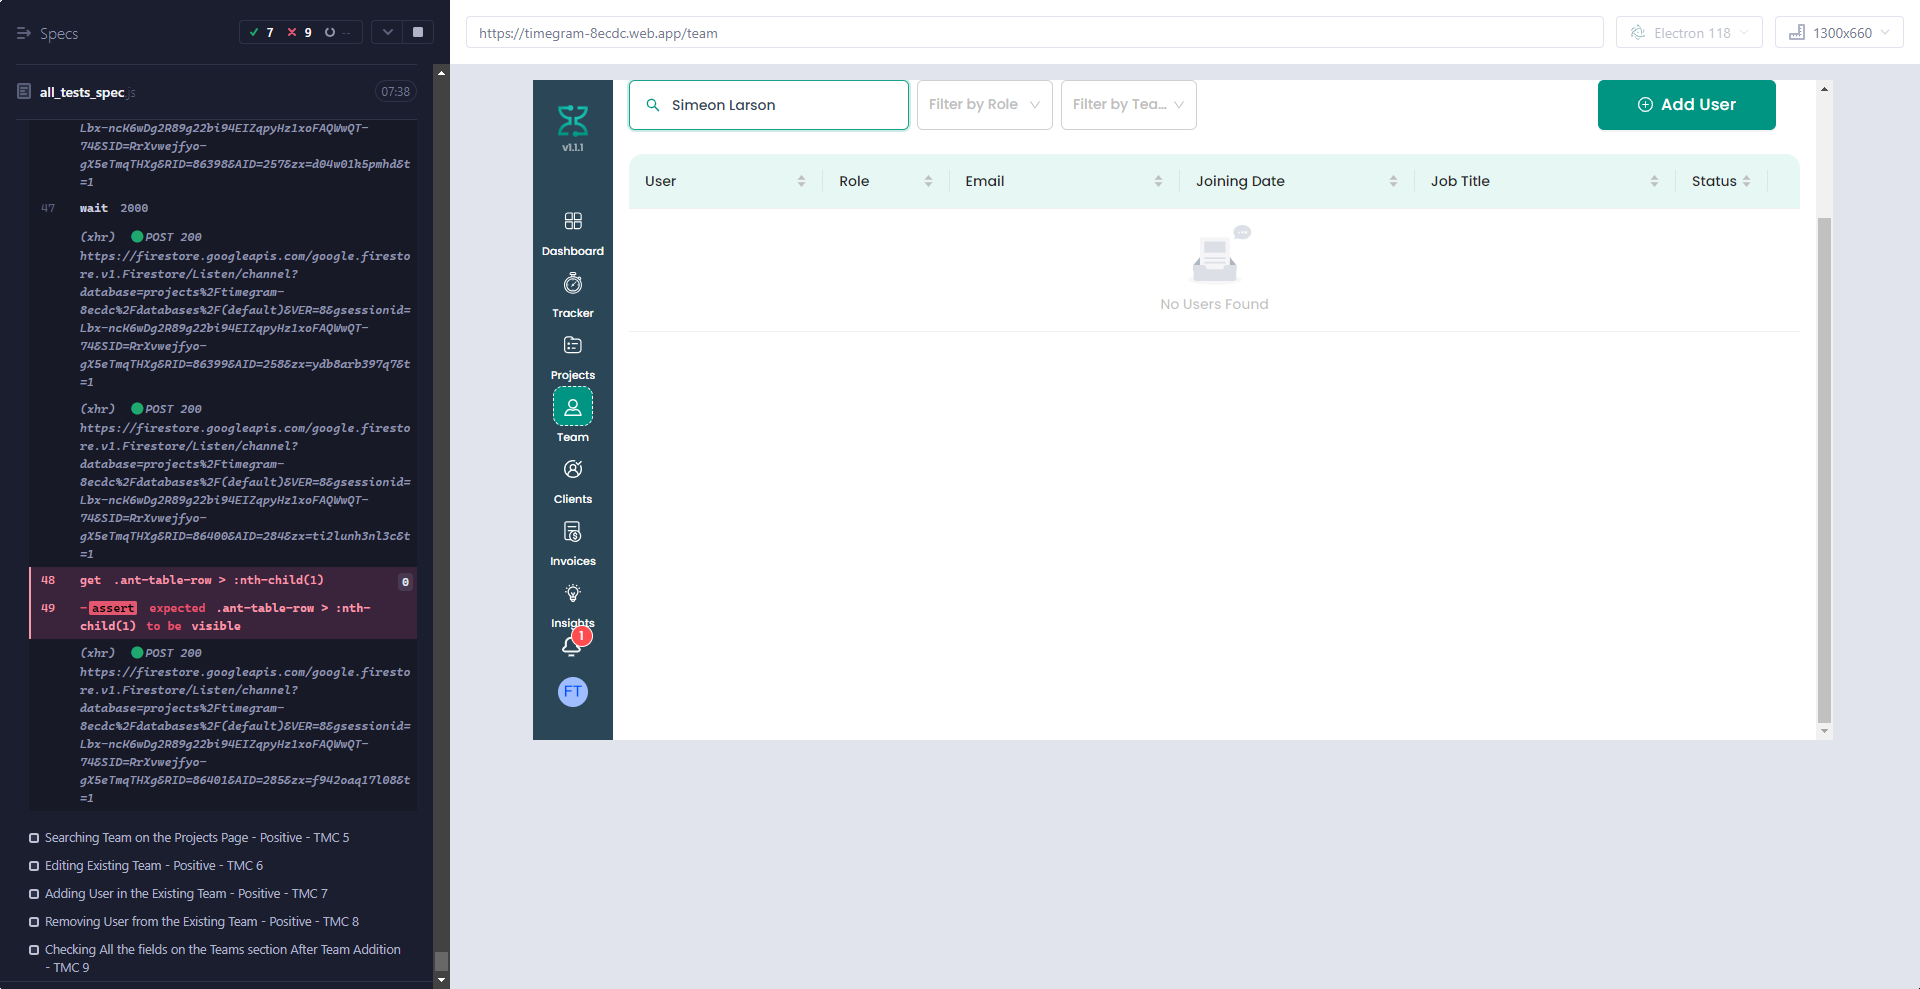 Specs
7
9
--
all_tests_spec.js
07:38
Lbx-ncK6wDg2R89g22bi94EIZqpyHz1xoFAQWwQT-
74&SID=RrXvwejfyo-
gX5eTmqTHXg&RID=86398&AID=257&zx=d04w01k5pmhd&t
=1
47 wait 2000
(xhr) POST 200
https://firestore.googleapis.com/google.firesto
re.v1.Firestore/Listen/channel?
database=projects%2Ftimegram-
8ecdc%2Fdatabases%2F(default)&VER=8&gsessionid=
Lbx-ncK6wDg2R89g22bi94EIZqpyHz1xoFAQWwQT-
74&SID=RrXvwejfyo-
gX5eTmqTHXg&RID=86399&AID=258&zx=ydb8arb397q7&t
=1
(xhr) POST 200
https://firestore.googleapis.com/google.firesto
re.v1.Firestore/Listen/channel?
database=projects%2Ftimegram-
8ecdc%2Fdatabases%2F(default)&VER=8&gsessionid=
Lbx-ncK6wDg2R89g22bi94EIZqpyHz1xoFAQWwQT-
74&SID=RrXvwejfyo-
gX5eTmqTHXg&RID=86400&AID=284&zx=ti2lunh3nl3c&t
=1
48 get .ant-table-row > :nth-child(1) 0
49 -assert expected .ant-table-row > :nth-
child(1) to be visible
(xhr) POST 200
https://firestore.googleapis.com/google.firesto
re.v1.Firestore/Listen/channel?
database=projects%2Ftimegram-
8ecdc%2Fdatabases%2F(default)&VER=8&gsessionid=
Lbx-ncK6wDg2R89g22bi94EIZqpyHz1xoFAQWwQT-
74&SID=RrXvwejfyo-
gX5eTmqTHXg&RID=86401&AID=285&zx=f942oaq17l08&t
=1
Searching Team on the Projects Page - Positive - TMC 5
Editing Existing Team - Positive - TMC 6
Adding User in the Existing Team - Positive - TMC 7
Removing User from the Existing Team - Positive - TMC 8
Checking All the fields on the Teams section After Team Addition
- TMC 9
https://timegram-8ecdc.web.app/team
Electron 118
1300x660
v1.1.1
Dashboard
Tracker
Projects
Team
Clients
Invoices
Insights
1
FT
Simeon Larson
Filter by Role
Filter by Tea...
Add User
User
Role
Email
Joining Date
Job Title
Status
No Users Found